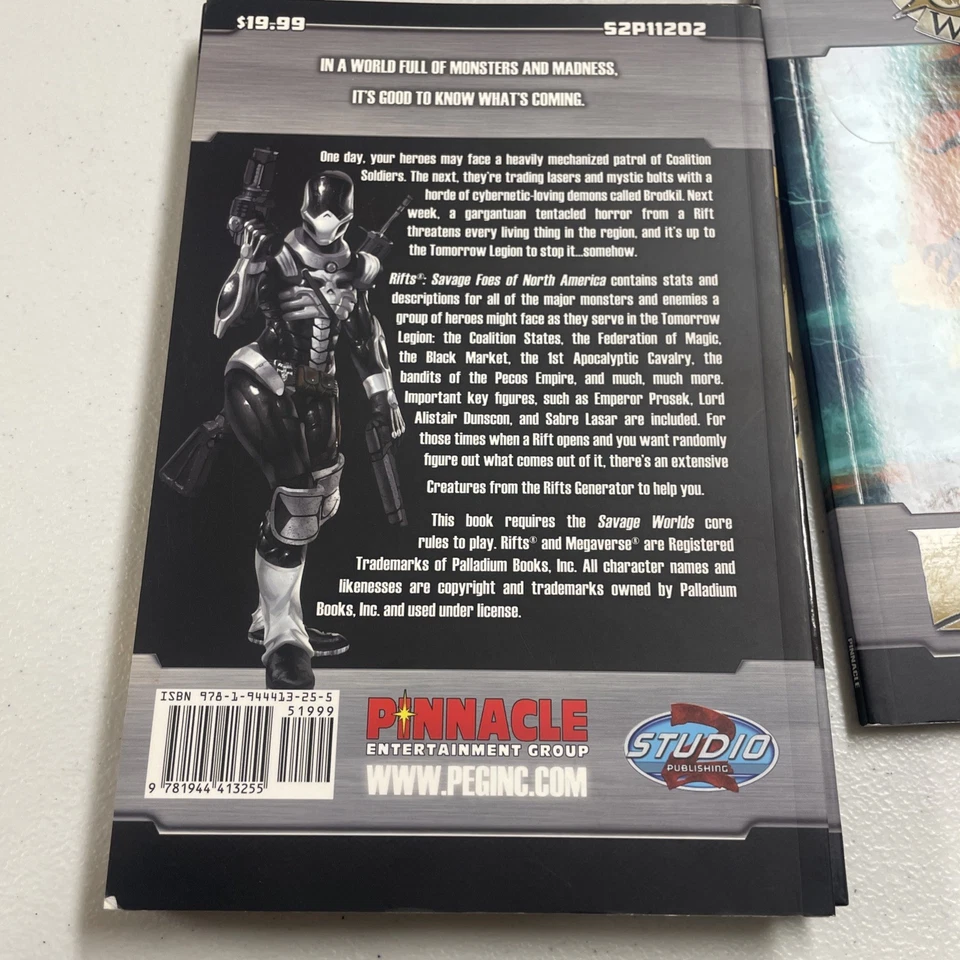 $19.99
S2P11202
IN A WORLD FULL OF MONSTERS AND MADNESS,
IT'S GOOD TO KNOW WHAT'S COMING.
One day, your heroes may face a heavily mechanized patrol of Coalition
Soldiers. The next, they're trading lasers and mystic bolts with a
horde of cybernetic-loving demons called Brodkil. Next
week, a gargantuan tentacled horror from a Rift
threatens every living thing in the region, and it's up to
the Tomorrow Legion to stop it...somehow.
Rifts®: Savage Foes of North America contains stats and
descriptions for all of the major monsters and enemies a
group of heroes might face as they serve in the Tomorrow
Legion: the Coalition States, the Federation of Magic,
the Black Market, the 1st Apocalyptic Cavalry, the
bandits of the Pecos Empire, and much, much more.
Important key figures, such as Emperor Prosek, Lord
Alistair Dunscon, and Sabre Lasar are included. For
those times when a Rift opens and you want randomly
figure out what comes out of it, there's an extensive
Creatures from the Rifts Generator to help you.
This book requires the Savage Worlds core
rules to play. Rifts® and Megaverse® are Registered
Trademarks of Palladium Books, Inc. All character names and
likenesses are copyright and trademarks owned by Palladium
Books, Inc. and used under license.
ISBN 978-1-944413-25-5
51999
9 781944 413255
PINNACLE
ENTERTAINMENT GROUP
WWW.PEGINC.COM
STUDIO
2
PUBLISHING
W
PINNACLE